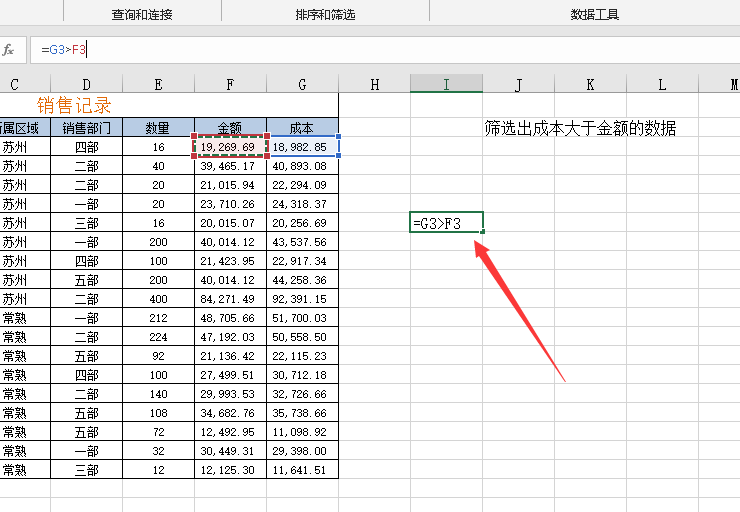 查询和连接 排序和筛选 数据工具
fx =G3>F3
C D E F G H I J K L M
销售记录
属区域 销售部门 数量 金额 成本
筛选出成本大于金额的数据
苏州 四部 16 19,269.69 18,982.85
苏州 二部 40 39,465.17 40,893.08
苏州 二部 20 21,015.94 22,294.09
苏州 一部 20 23,710.26 24,318.37
苏州 三部 16 20,015.07 20,256.69
=G3>F3
苏州 一部 200 40,014.12 43,537.56
苏州 四部 100 21,423.95 22,917.34
苏州 五部 200 40,014.12 44,258.36
苏州 二部 400 84,271.49 92,391.15
常熟 一部 212 48,705.66 51,700.03
常熟 二部 224 47,192.03 50,558.50
常熟 五部 92 21,136.42 22,115.23
常熟 四部 100 27,499.51 30,712.18
常熟 二部 140 29,993.53 32,726.66
常熟 五部 108 34,682.76 35,738.66
常熟 五部 72 12,492.95 11,098.92
常熟 一部 32 30,449.31 29,398.00
常熟 三部 12 12,125.30 11,641.51